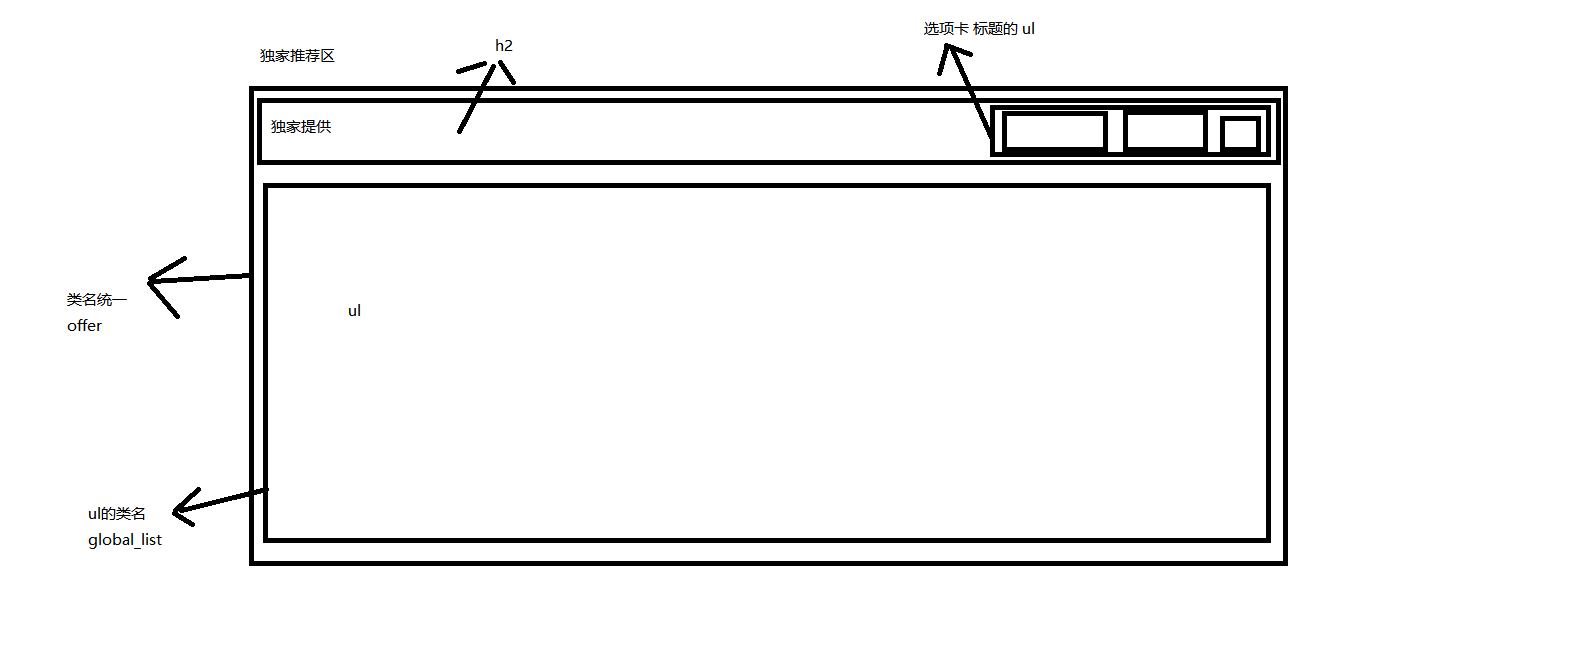 选项卡 标题的 ul
h2
独家推荐区
独家提供
类名统一
offer
ul
ul的类名
global_list